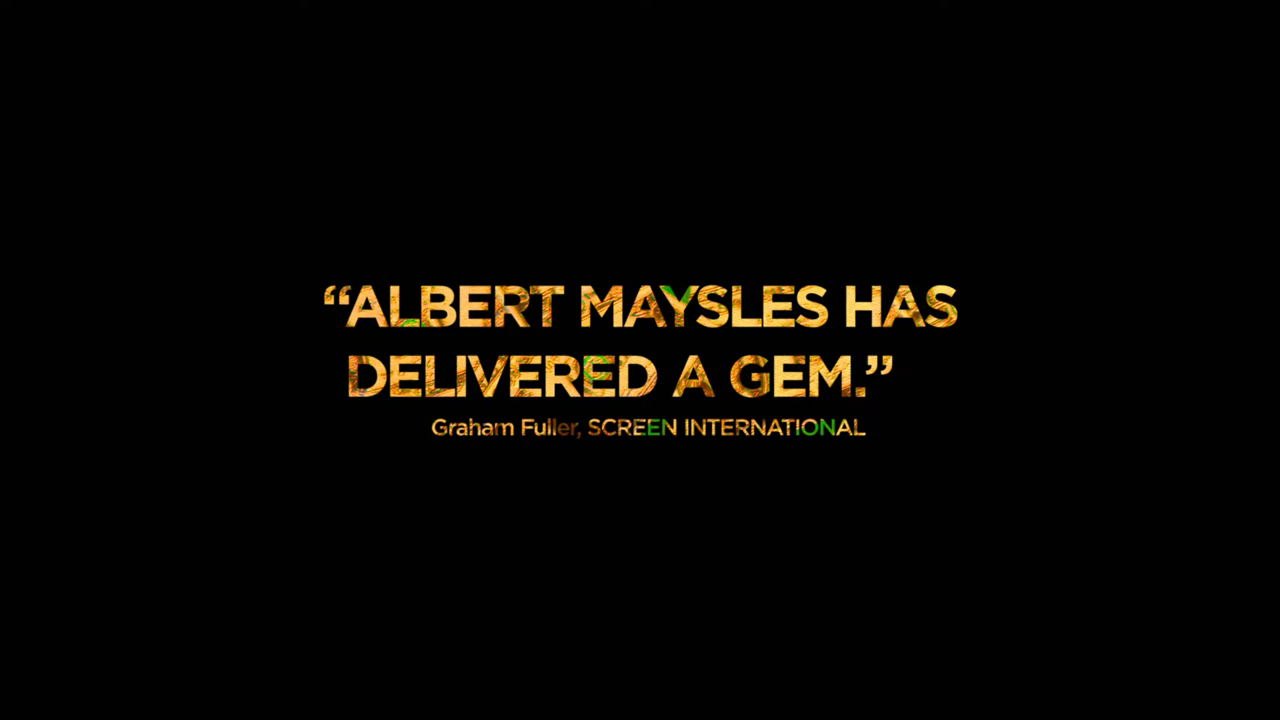 “ALBERT MAYSLES HAS
DELIVERED A GEM.”
Graham Fuller, SCREEN INTERNATIONAL